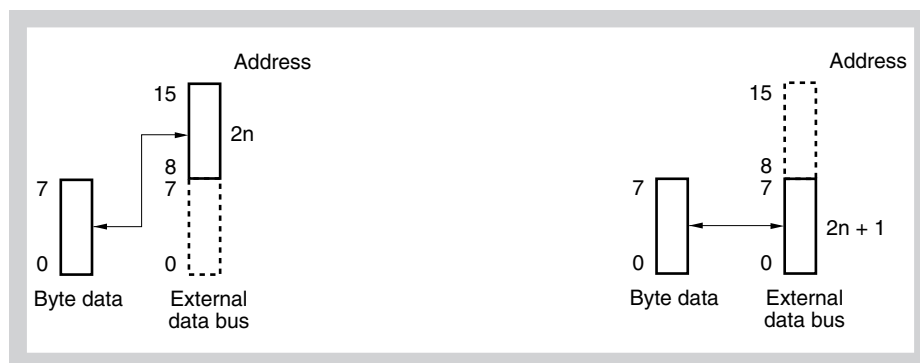 Address
15
2n
8
7
7
0
0
Byte data
External
data bus
Address
15
8
7
7
2n + 1
0
0
Byte data
External
data bus